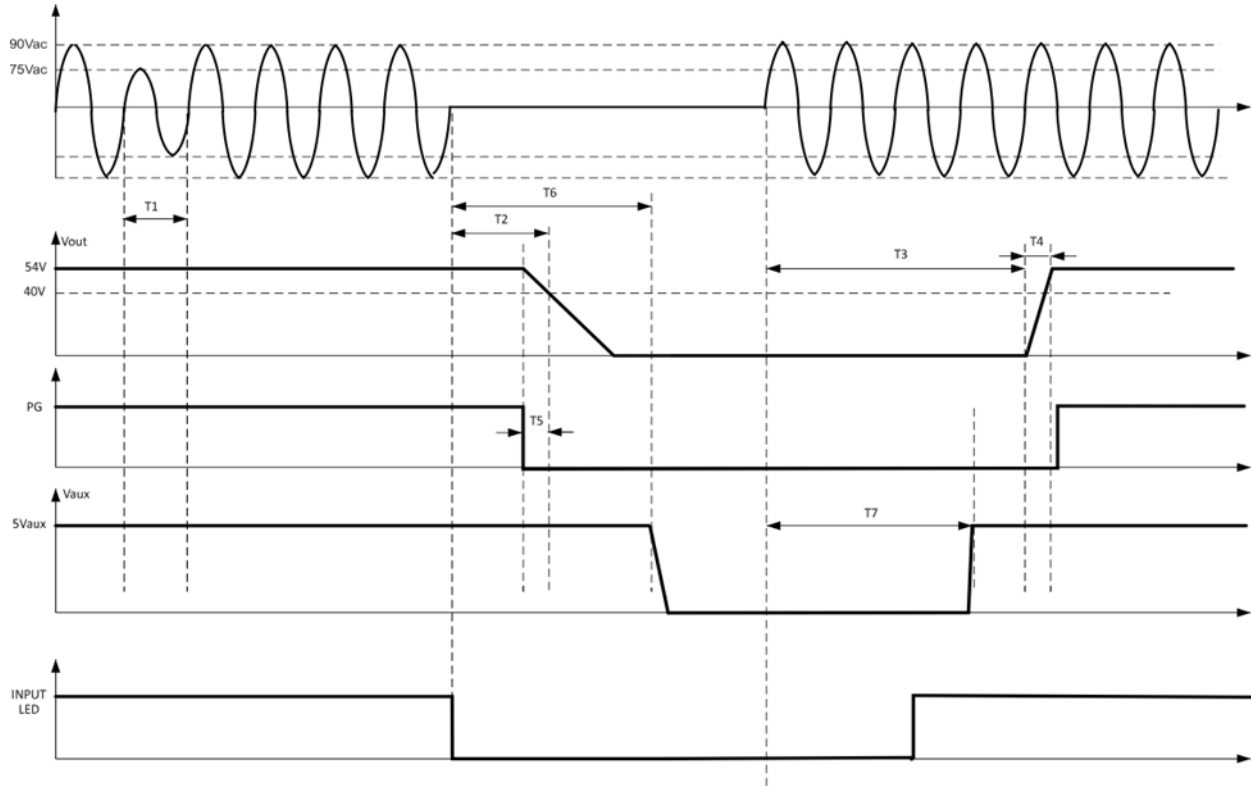 90Vac
75Vac
T1
T6
T2
Vout
T3
T4
54V
40V
PG
T5
Vaux
5Vaux
T7
INPUT
LED